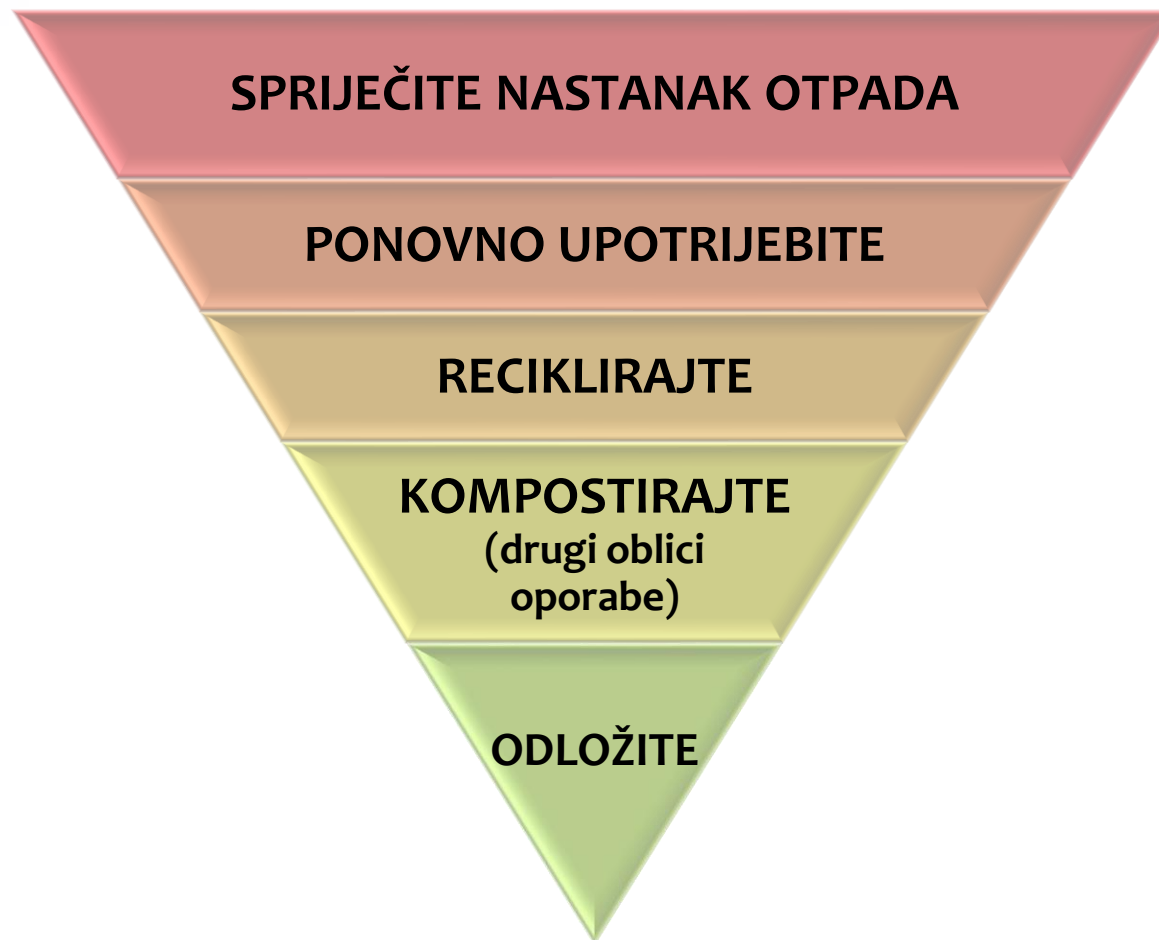 SPRIJEČITE NASTANAK OTPADA
PONOVNO UPOTRIJEBITE
RECIKLIRAJTE
KOMPOSTIRAJTE
(drugi oblici
oporabe)
ODLOŽITE